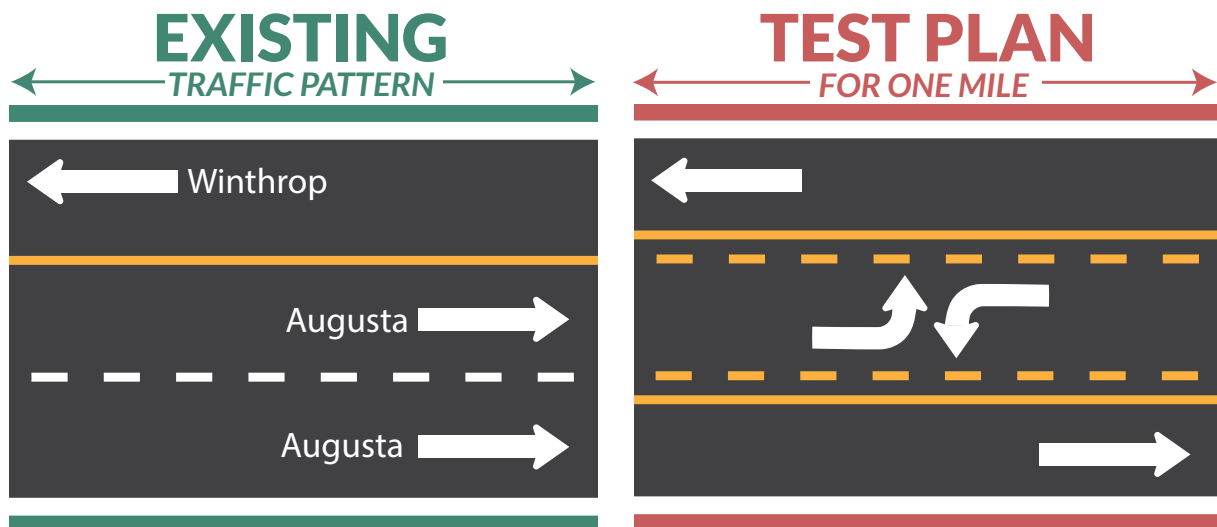 EXISTING
TRAFFIC PATTERN
Winthrop
Augusta
Augusta
TEST PLAN
FOR ONE MILE